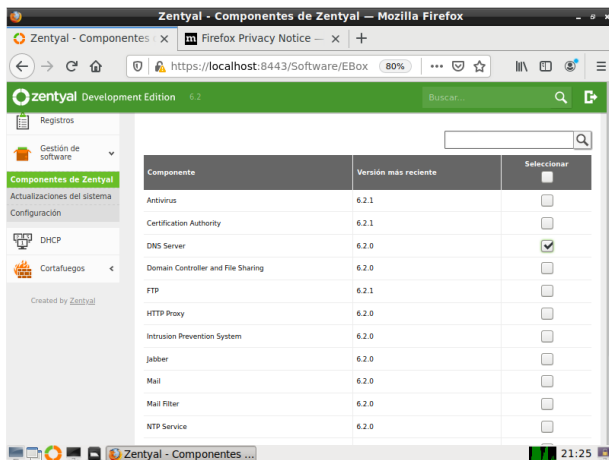 Zentyal - Componentes de Zentyal — Mozilla Firefox
Zentyal - Componentes
Firefox Privacy Notice —
https://localhost:8443/Software/EBox 80%
zentyal Development Edition 6.2 Buscar...
Registros
Gestión de software
Componentes de Zentyal
Actualizaciones del sistema
Configuración
DHCP
Cortafuegos
Created by Zentyal
Componente Versión más reciente Seleccionar
Antivirus 6.2.1
Certification Authority 6.2.1
DNS Server 6.2.0
Domain Controller and File Sharing 6.2.0
FTP 6.2.1
HTTP Proxy 6.2.0
Intrusion Prevention System 6.2.0
Jabber 6.2.0
Mail 6.2.0
Mail Filter 6.2.0
NTP Service 6.2.0
Zentyal - Componentes ... 21:25